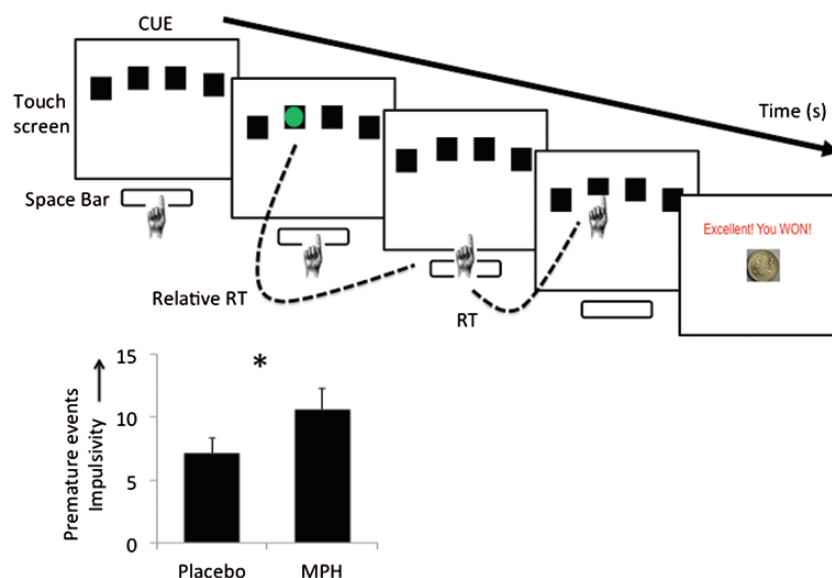 CUE
Touch
screen
Time (s)
Space Bar
Excellent! You WON!
Relative RT
RT
15
10
5
0
Premature events
Impulsivity
*
Placebo
MPH